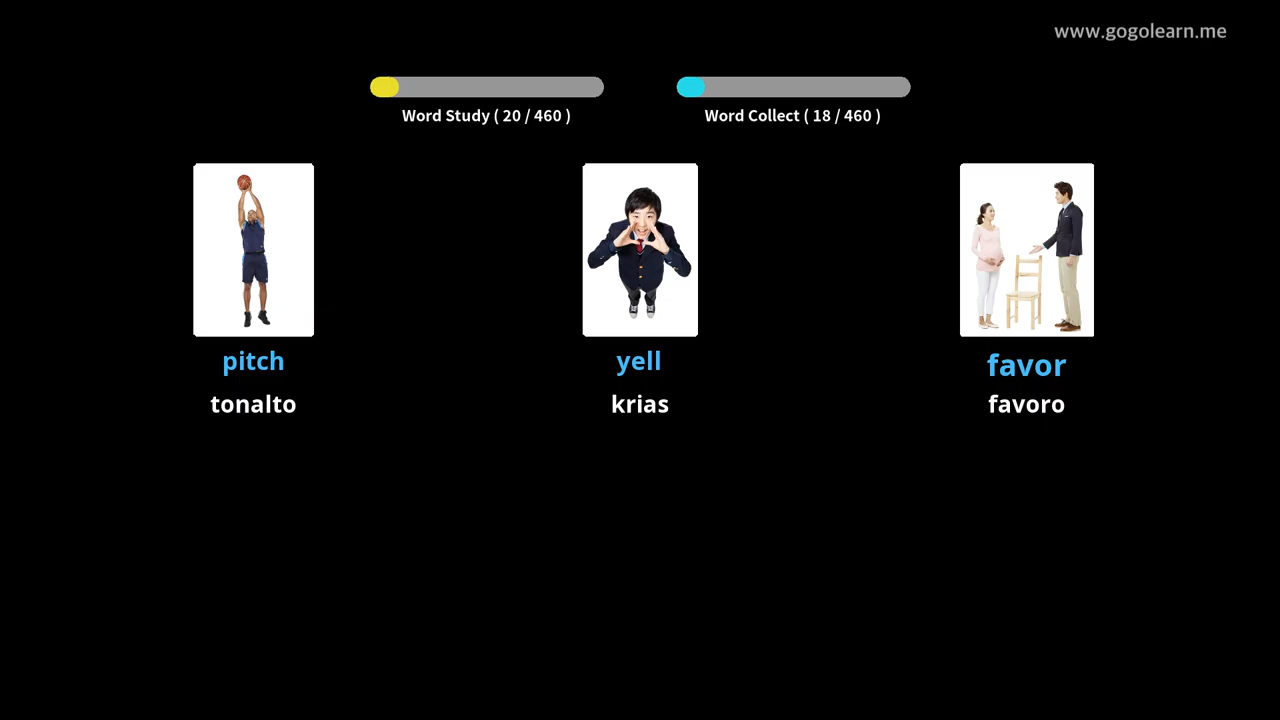 www.gogolearn.me
Word Study ( 20 / 460 )
Word Collect ( 18 / 460 )
pitch
yell
favor
tonalto
krias
favoro